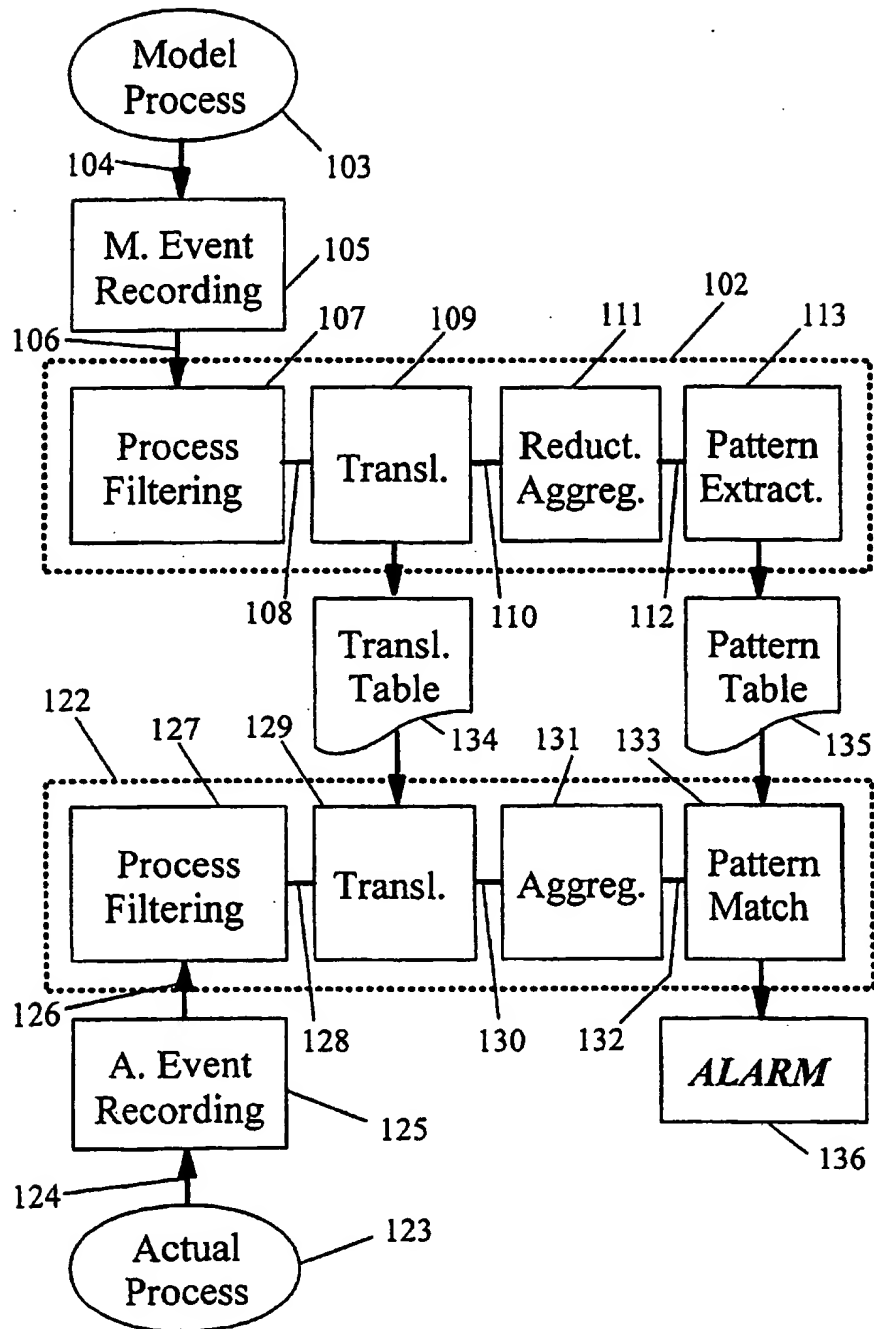 Model
Process
104
103
M. Event
Recording
105
106
107
109
111
102
113
Process
Filtering
Transl.
Reduct.
Aggreg.
Pattern
Extract.
108
110
112
Transl.
Table
Pattern
Table
122
127
129
134
131
133
135
Process
Filtering
Transl.
Aggreg.
Pattern
Match
126
128
130
132
A. Event
Recording
125
ALARM
136
124
123
Actual
Process